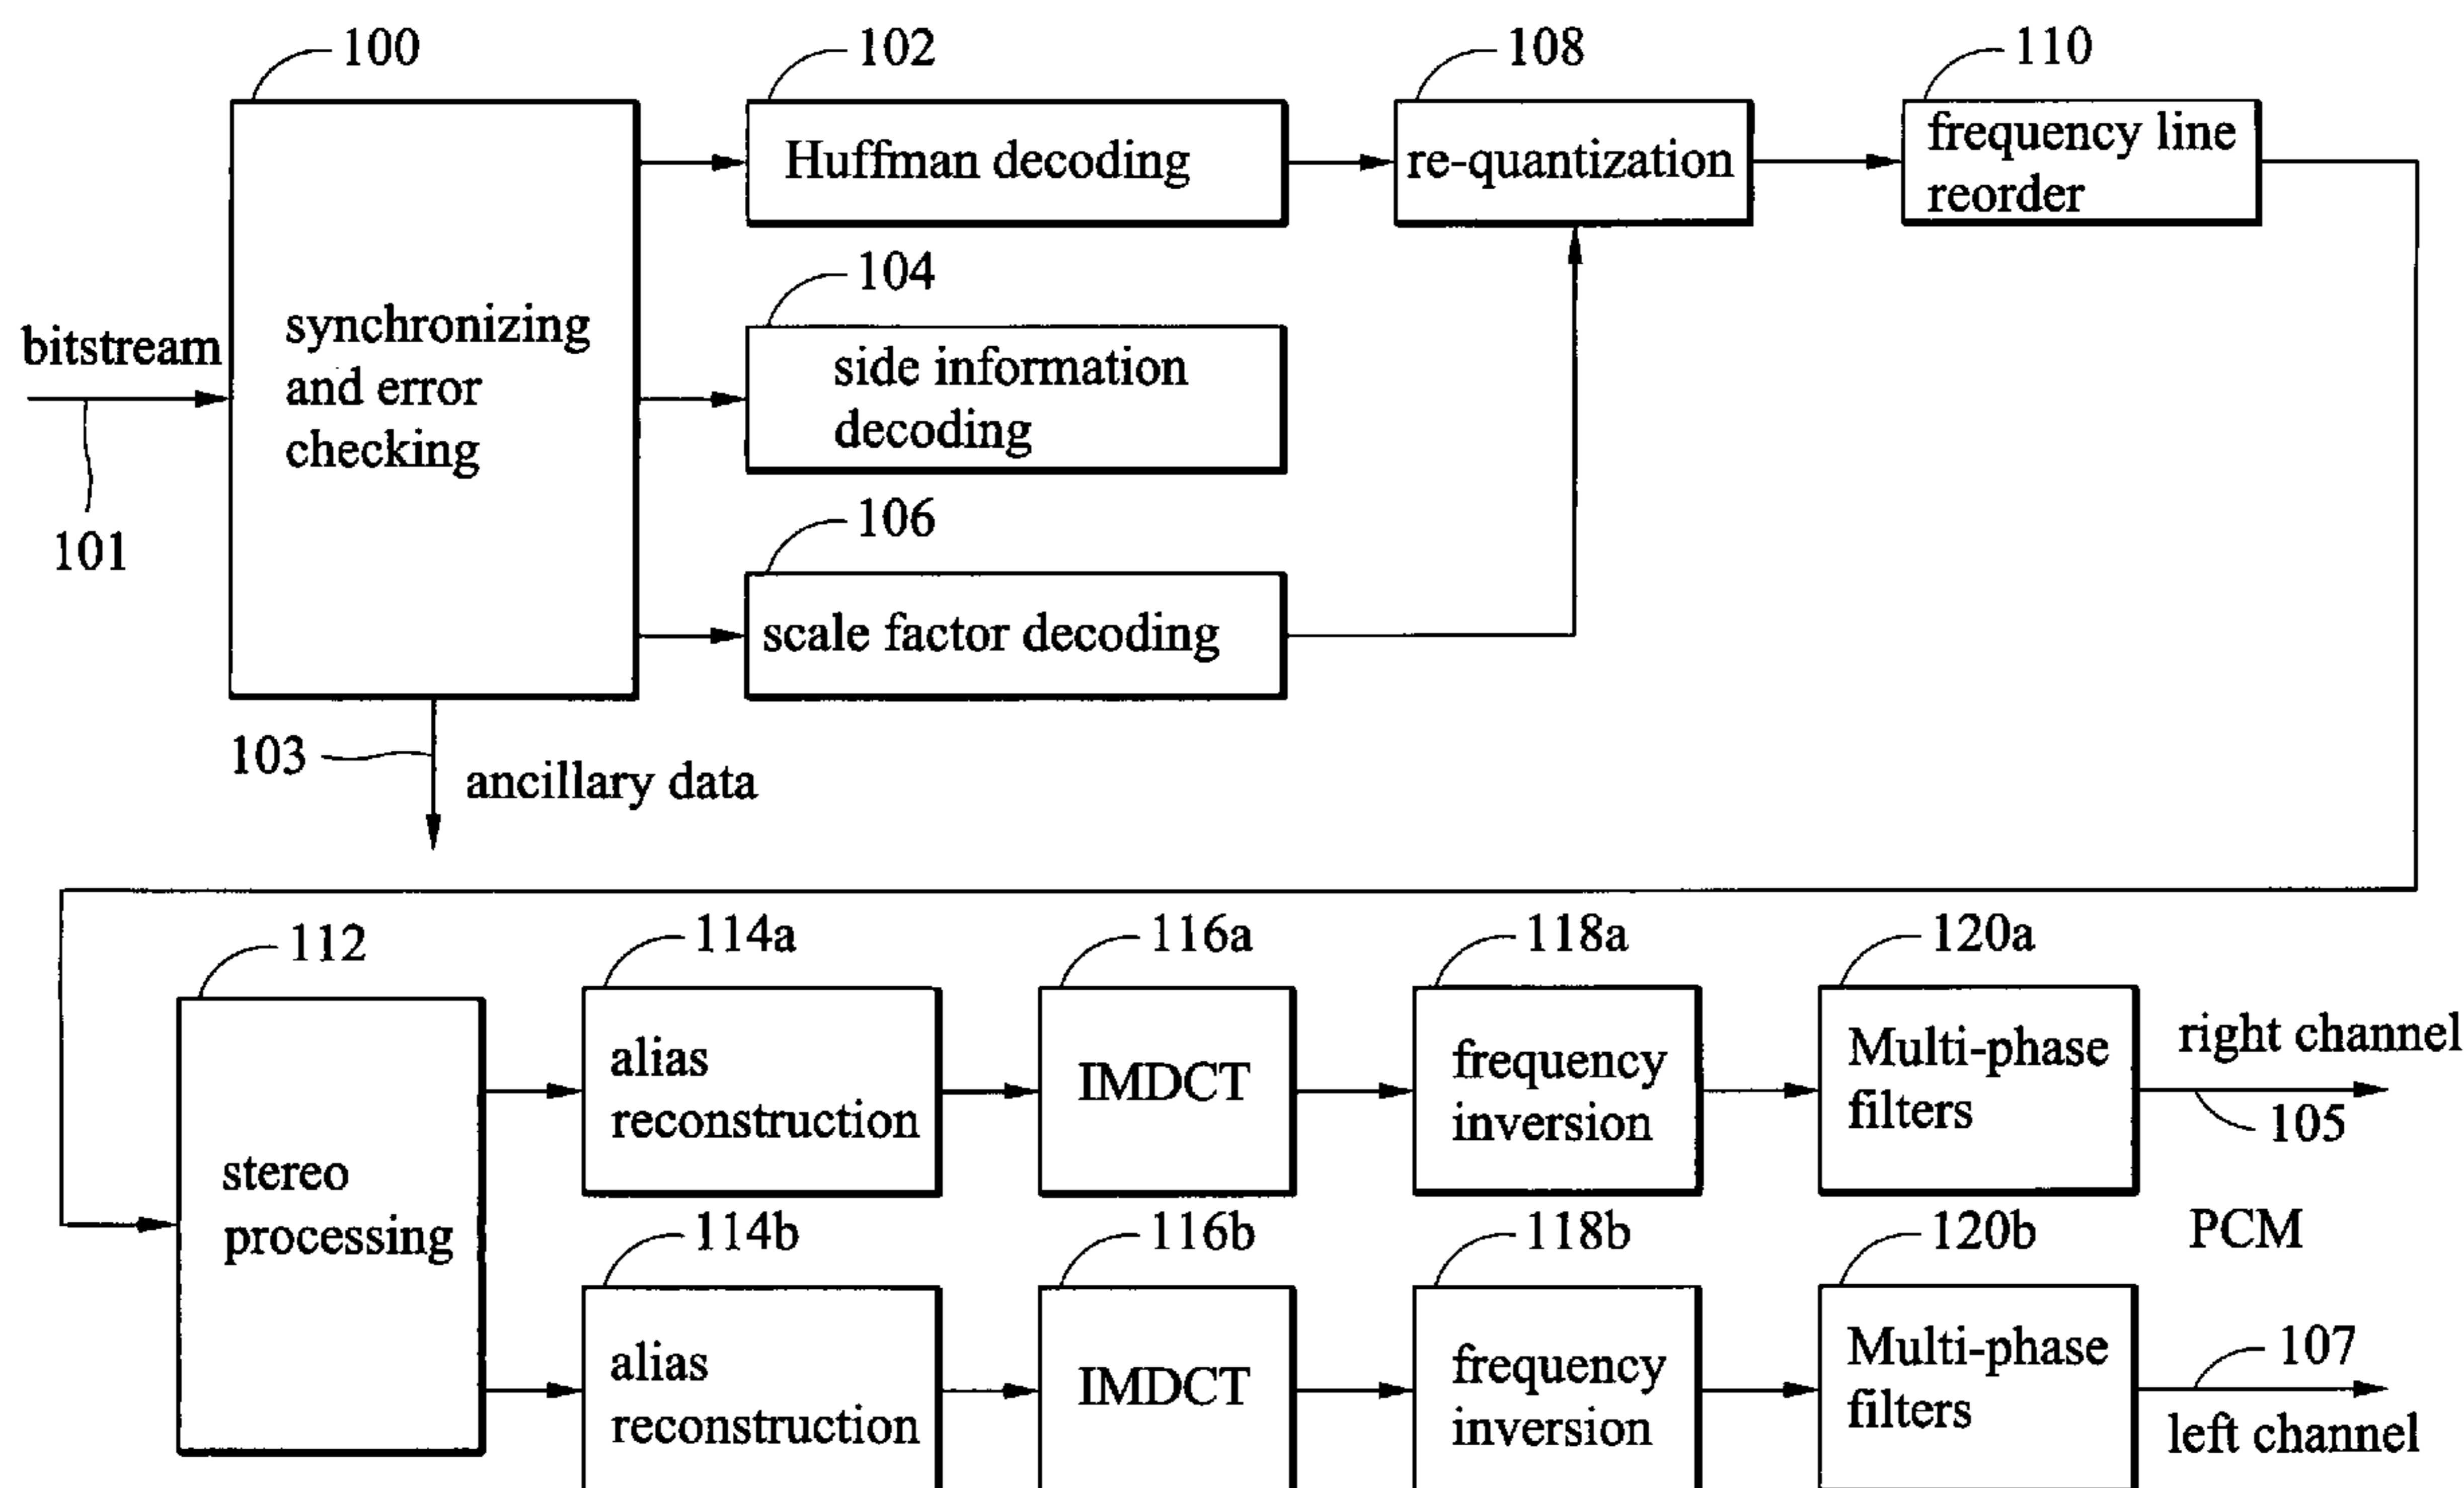 100
102
108
110
synchronizing
and error
checking
Huffman decoding
re-quantization
frequency line
reorder
104
side information
decoding
bitstream
101
106
scale factor decoding
103
ancillary data
112
stereo
processing
114a
alias
reconstruction
116a
IMDCT
118a
frequency
inversion
120a
Multi-phase
filters
right channel
105
PCM
114b
alias
reconstruction
116b
IMDCT
118b
frequency
inversion
120b
Multi-phase
filters
107
left channel